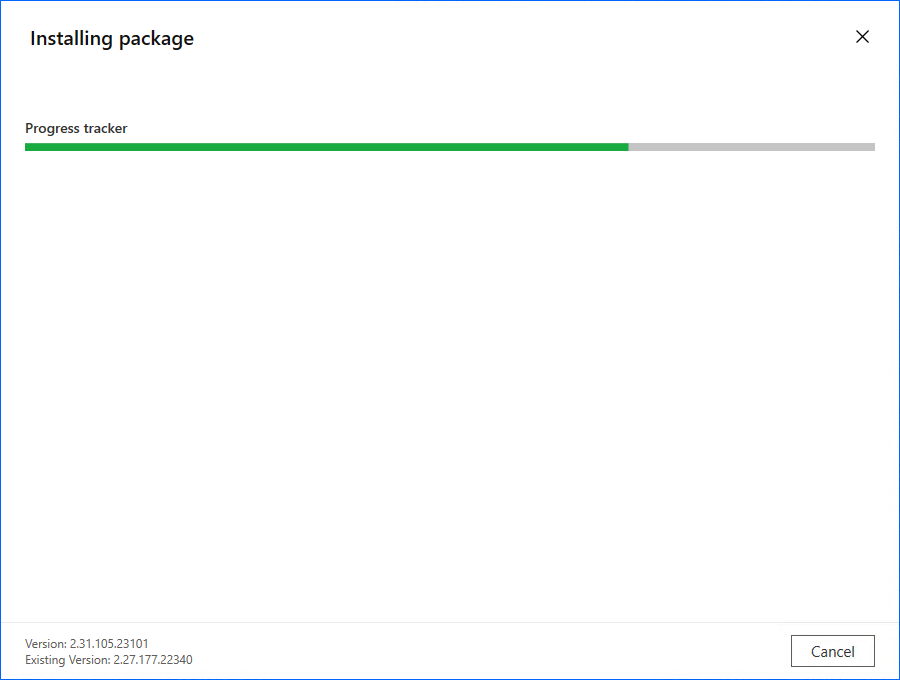 Installing package
Progress tracker
Version: 2.31.105.23101
Existing Version: 2.27.177.22340
Cancel